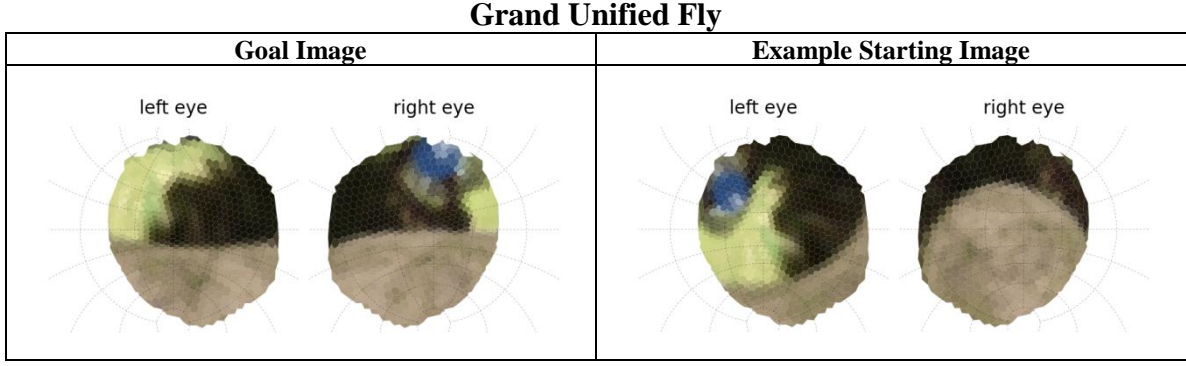 Grand Unified Fly
Goal Image
Example Starting Image
left eye
right eye
left eye
right eye